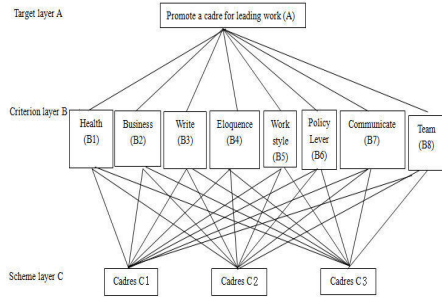 Target layer A
Promote a cadre for leading work (A)
Criterion layer B
Health
(B1)
Business
(B2)
Write
(B3)
Eloquence
(B4)
Work
style
(B5)
Policy
Lever
(B6)
Communicate
(B7)
Team
(B8)
Scheme layer C
Cadres C1
Cadres C2
Cadres C3